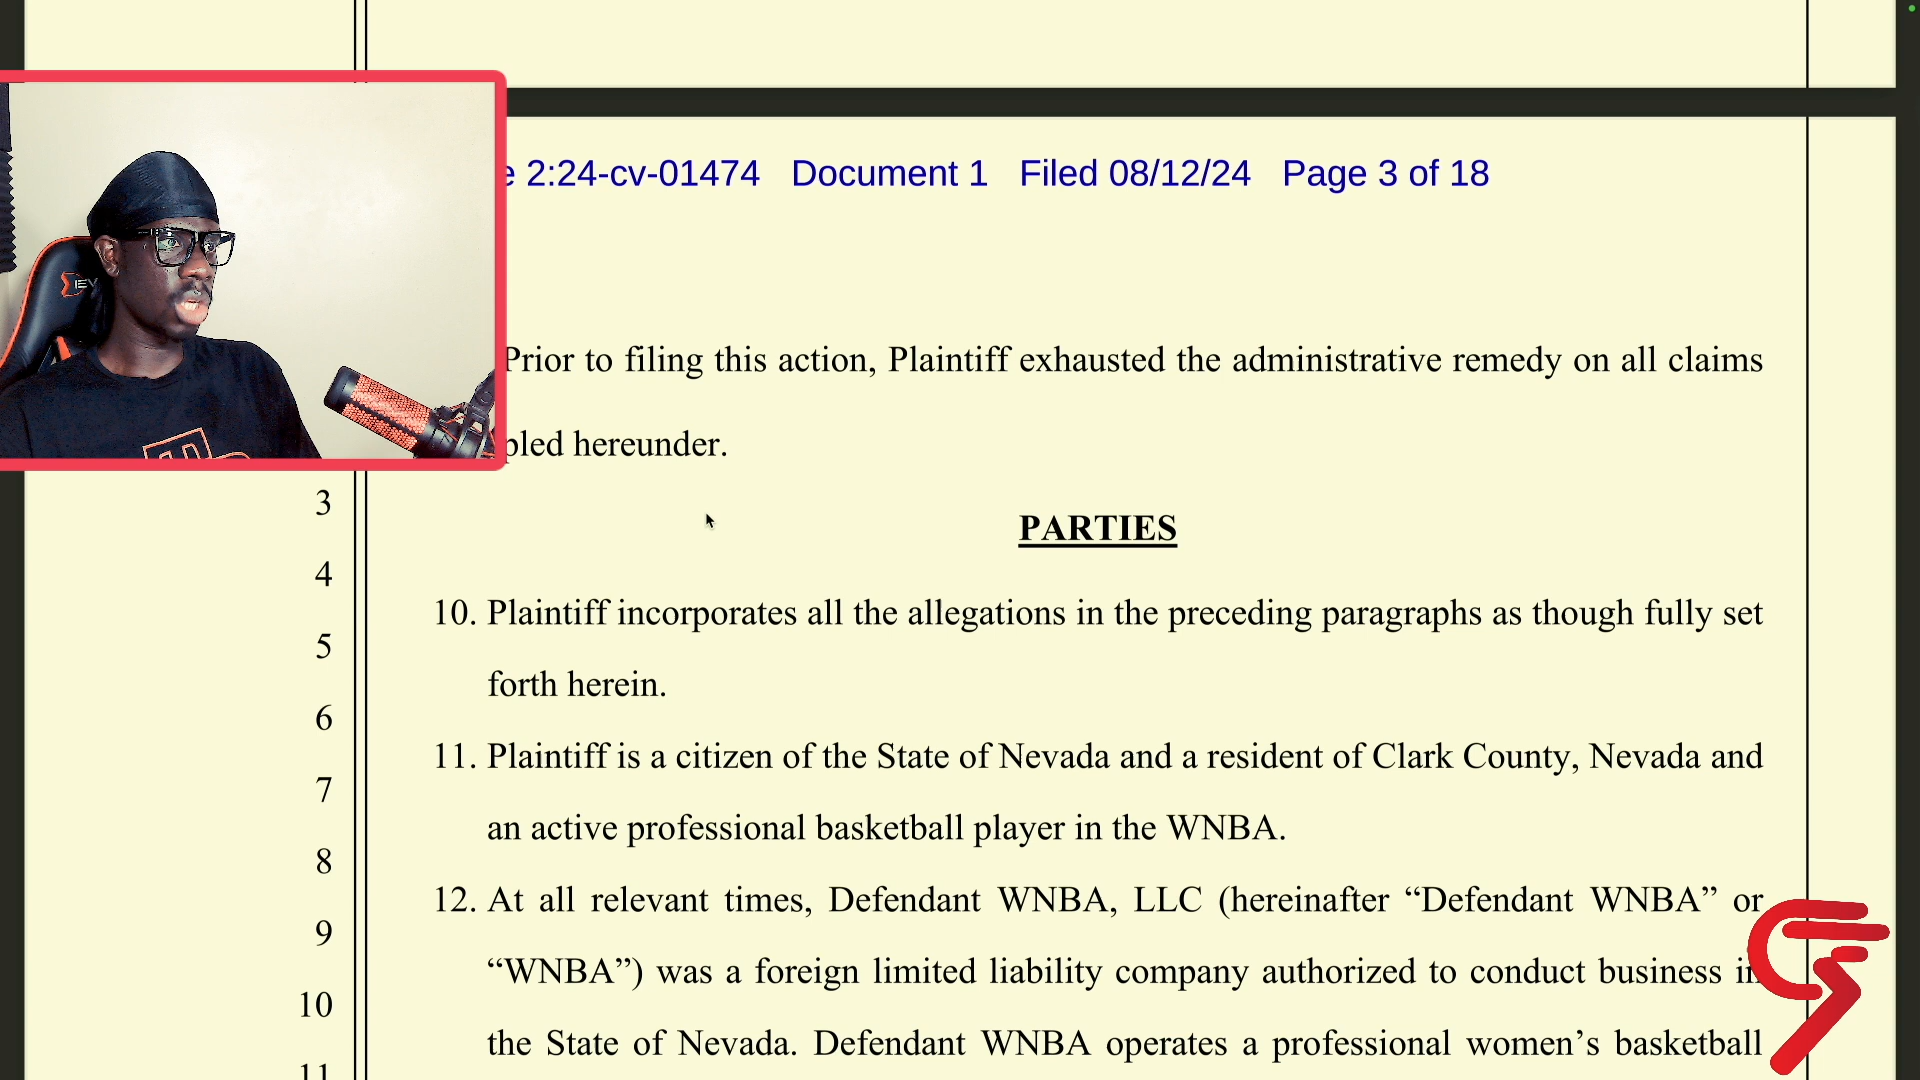 2:24-cv-01474 Document 1 Filed 08/12/24 Page 3 of 18
Prior to filing this action, Plaintiff exhausted the administrative remedy on all claims
hereunder.
3
PARTIES
4
10. Plaintiff incorporates all the allegations in the preceding paragraphs as though fully set
5
forth herein.
6
11. Plaintiff is a citizen of the State of Nevada and a resident of Clark County, Nevada and
7
an active professional basketball player in the WNBA.
8
12. At all relevant times, Defendant WNBA, LLC (hereinafter “Defendant WNBA” or
9
“WNBA”) was a foreign limited liability company authorized to conduct business in
10
the State of Nevada. Defendant WNBA operates a professional women’s basketball
11